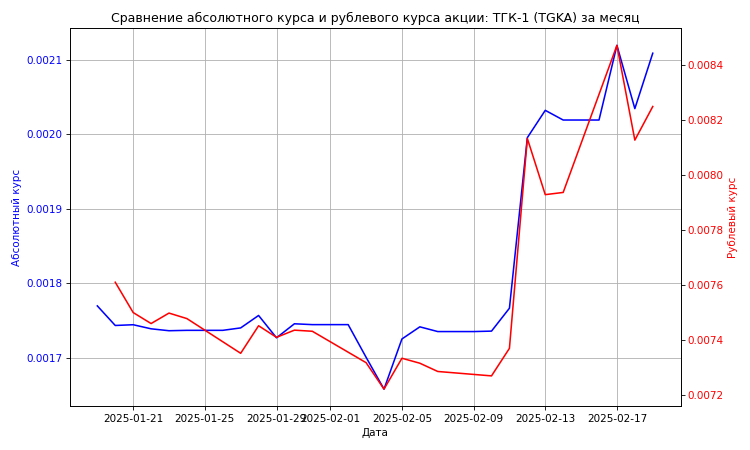 Сравнение абсолютного курса и рублевого курса акции: ТГК-1 (TGKA) за месяц
0.0021
0.0020
0.0019
0.0018
0.0017
Абсолютный курс
0.0084
0.0082
0.0080
0.0078
0.0076
0.0074
0.0072
Рублевый курс
2025-01-21 2025-01-25 2025-01-29 2025-02-01 2025-02-05 2025-02-09 2025-02-13 2025-02-17
Дата